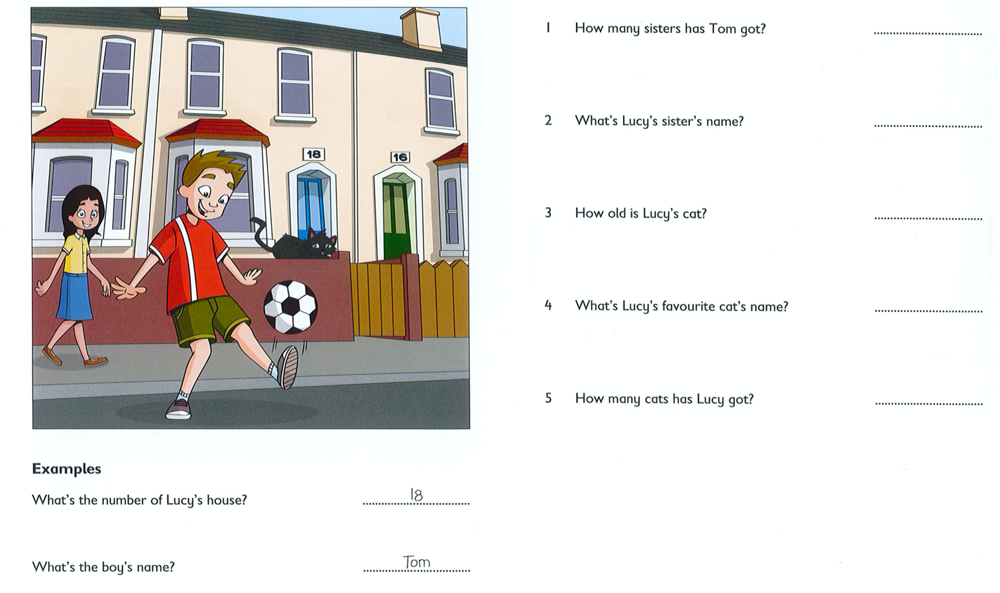 18
16
Examples
What's the number of Lucy's house? 18
What's the boy's name? Tom
1 How many sisters has Tom got?
2 What's Lucy's sister's name?
3 How old is Lucy's cat?
4 What's Lucy's favourite cat's name?
5 How many cats has Lucy got?